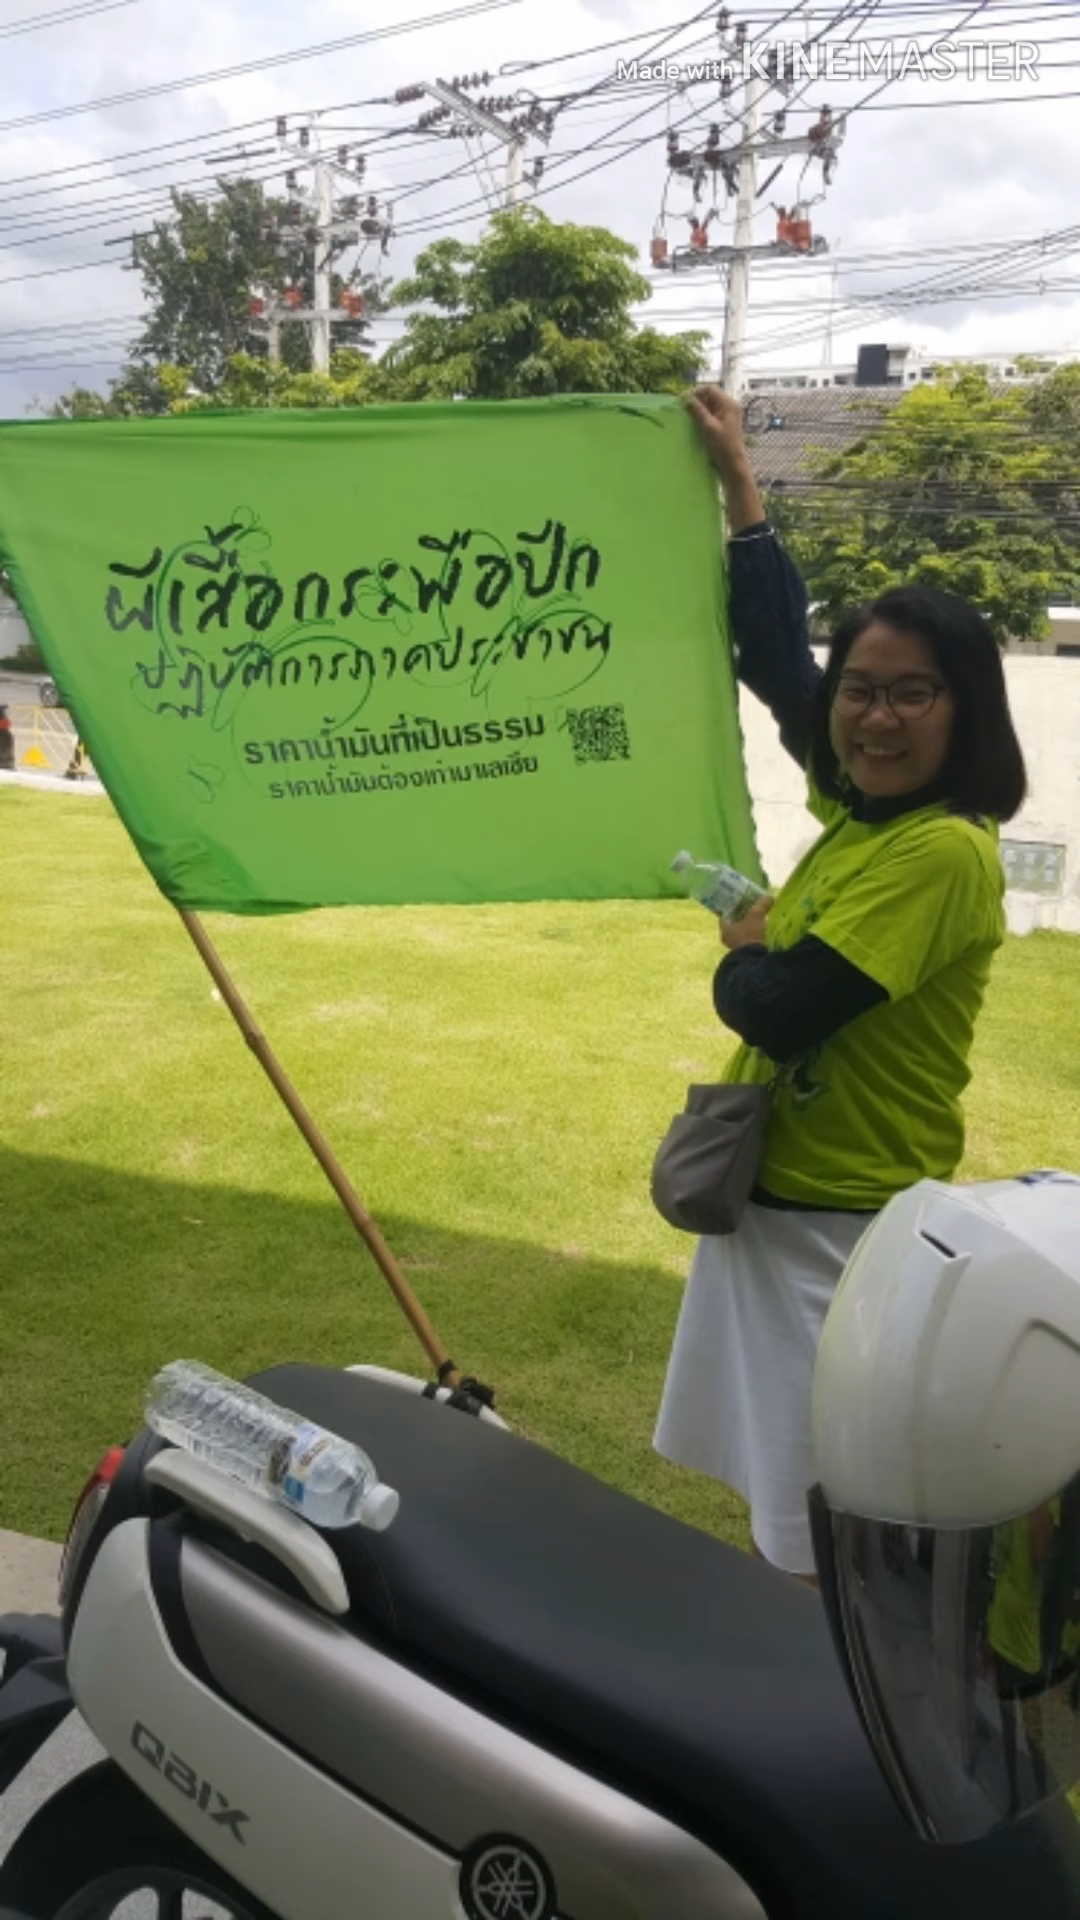 Made with KINEMASTER
ผีเสื้อกระพือปีก
ปฏิบัติการภาคประชาชน
ราคาน้ำมันที่เป็นธรรม
ราคาน้ำมันต้องเท่ามาเลเซีย
QBIX